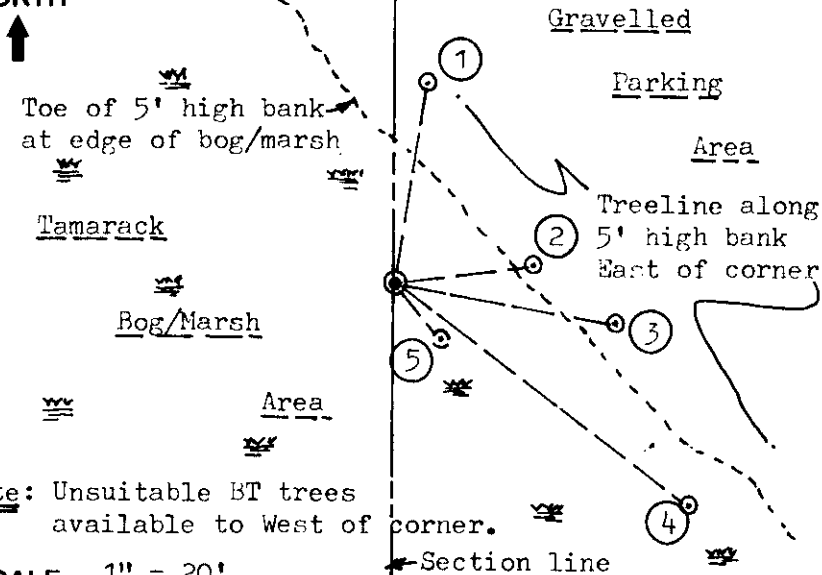 Gravelled
1
Toe of 5' high bank
at edge of bog/marsh
Parking
Area
Tamarack
Treeline along
5' high bank
East of corner
2
Bog/Marsh
3
5
Area
Unsuitable BT trees
available to West of corner.
4
Section line